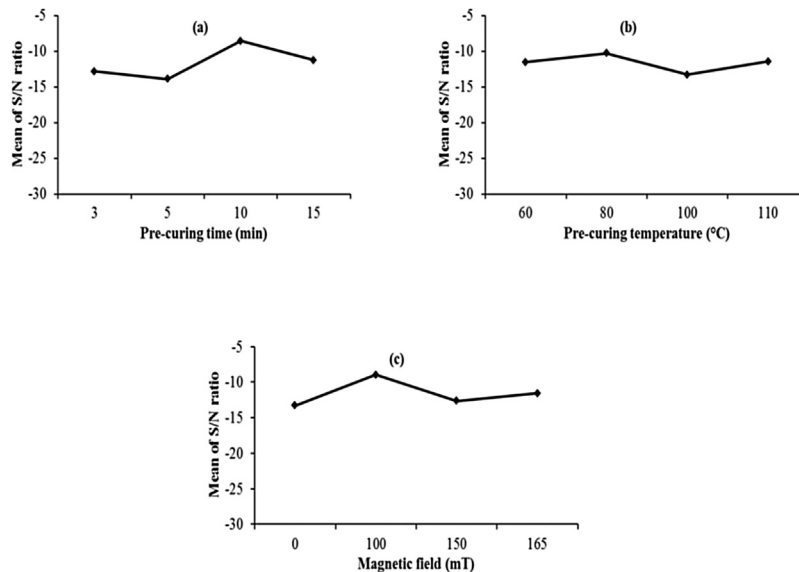 (a)
Mean of S/N ratio
-5
-10
-15
-20
-25
-30
3 5 10 15
Pre-curing time (min)
(b)
Mean of S/N ratio
-5
-10
-15
-20
-25
-30
60 80 100 110
Pre-curing temperature (°C)
(c)
Mean of S/N ratio
-5
-10
-15
-20
-25
-30
0 100 150 165
Magnetic field (mT)